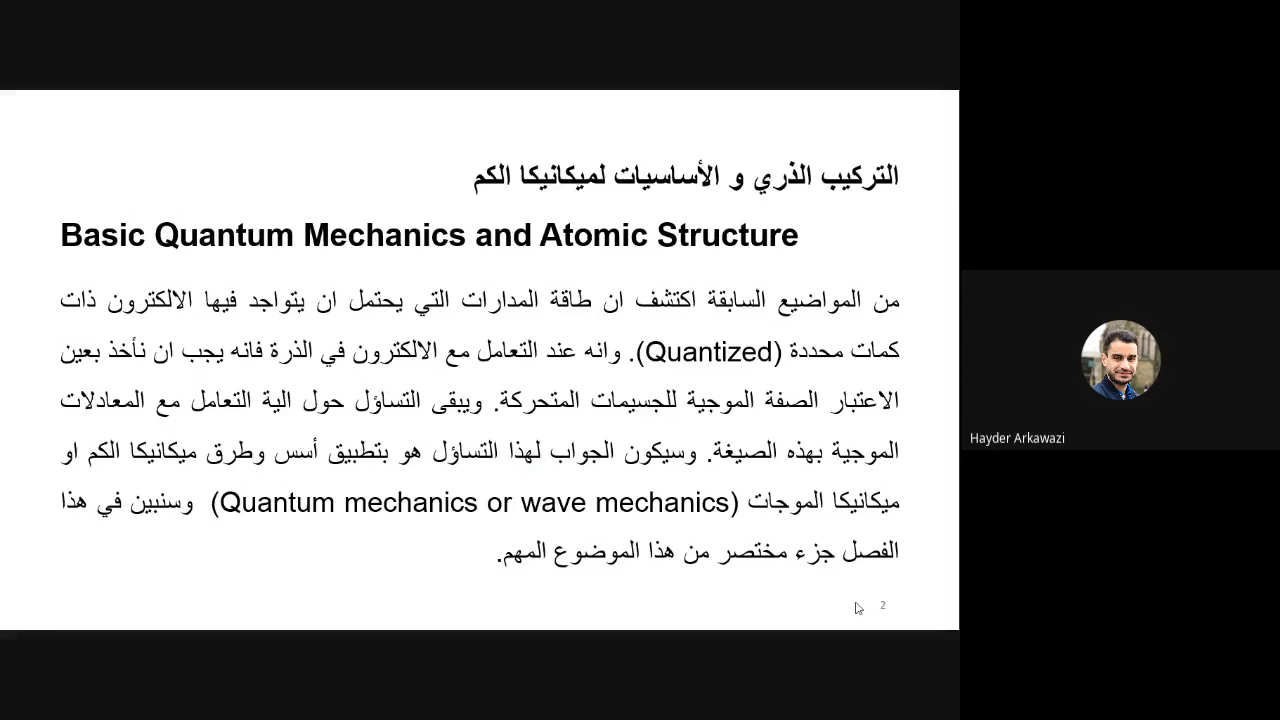 التركيب الذري و الأساسيات لميكانيكا الكم
Basic Quantum Mechanics and Atomic Structure
من المواضيع السابقة اكتشف ان طاقة المدارات التي يحتمل ان يتواجد فيها الالكترون ذات
كمات محددة (Quantized). وانه عند التعامل مع الالكترون في الذرة فانه يجب ان نأخذ بعين
الاعتبار الصفة الموجية للجسيمات المتحركة. ويبقى التساؤل حول الية التعامل مع المعادلات
الموجية بهذه الصيغة. وسيكون الجواب لهذا التساؤل هو بتطبيق أسس وطرق ميكانيكا الكم او
ميكانيكا الموجات (Quantum mechanics or wave mechanics) وسنبين في هذا
الفصل جزء مختصر من هذا الموضوع المهم.
2
Hayder Arkawazi